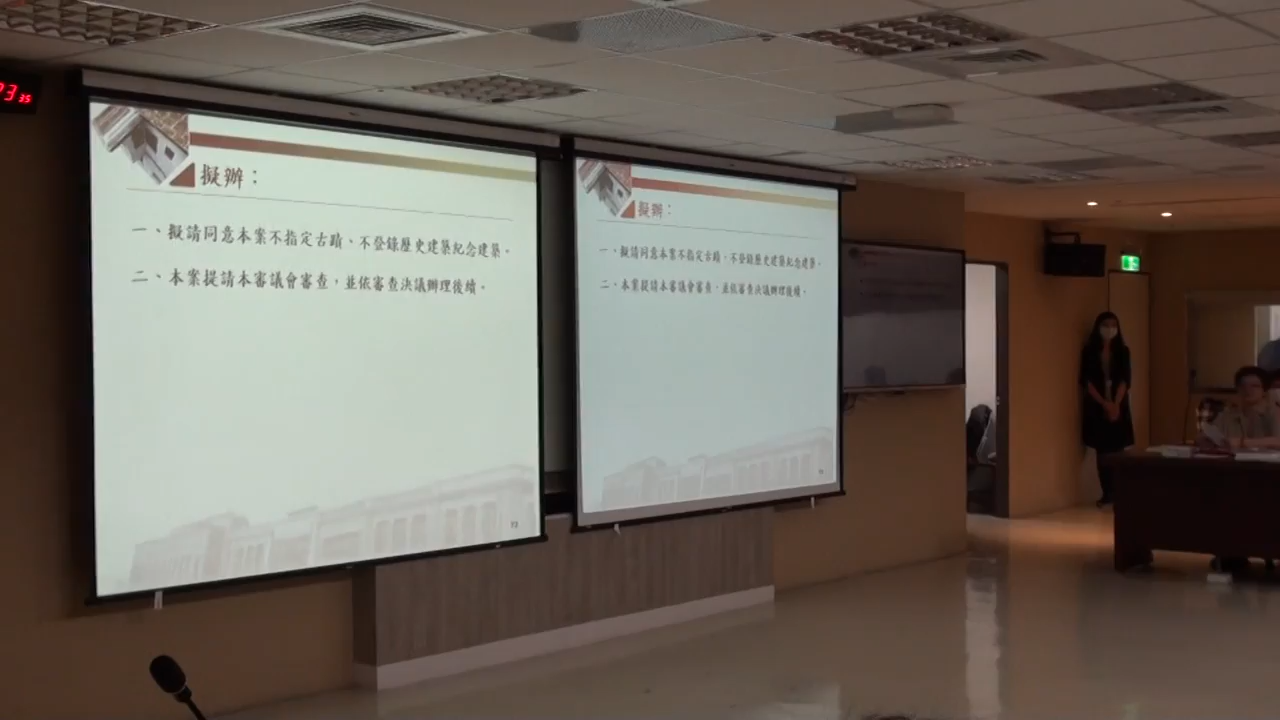 擬辦：
一、擬請同意本案不指定古蹟、不登錄歷史建築紀念建築。
二、本案提請本審議會審查，並依審查決議辦理後續。
擬辦：
一、擬請同意本案不指定古蹟、不登錄歷史建築紀念建築。
二、本案提請本審議會審查，並依審查決議辦理後續。